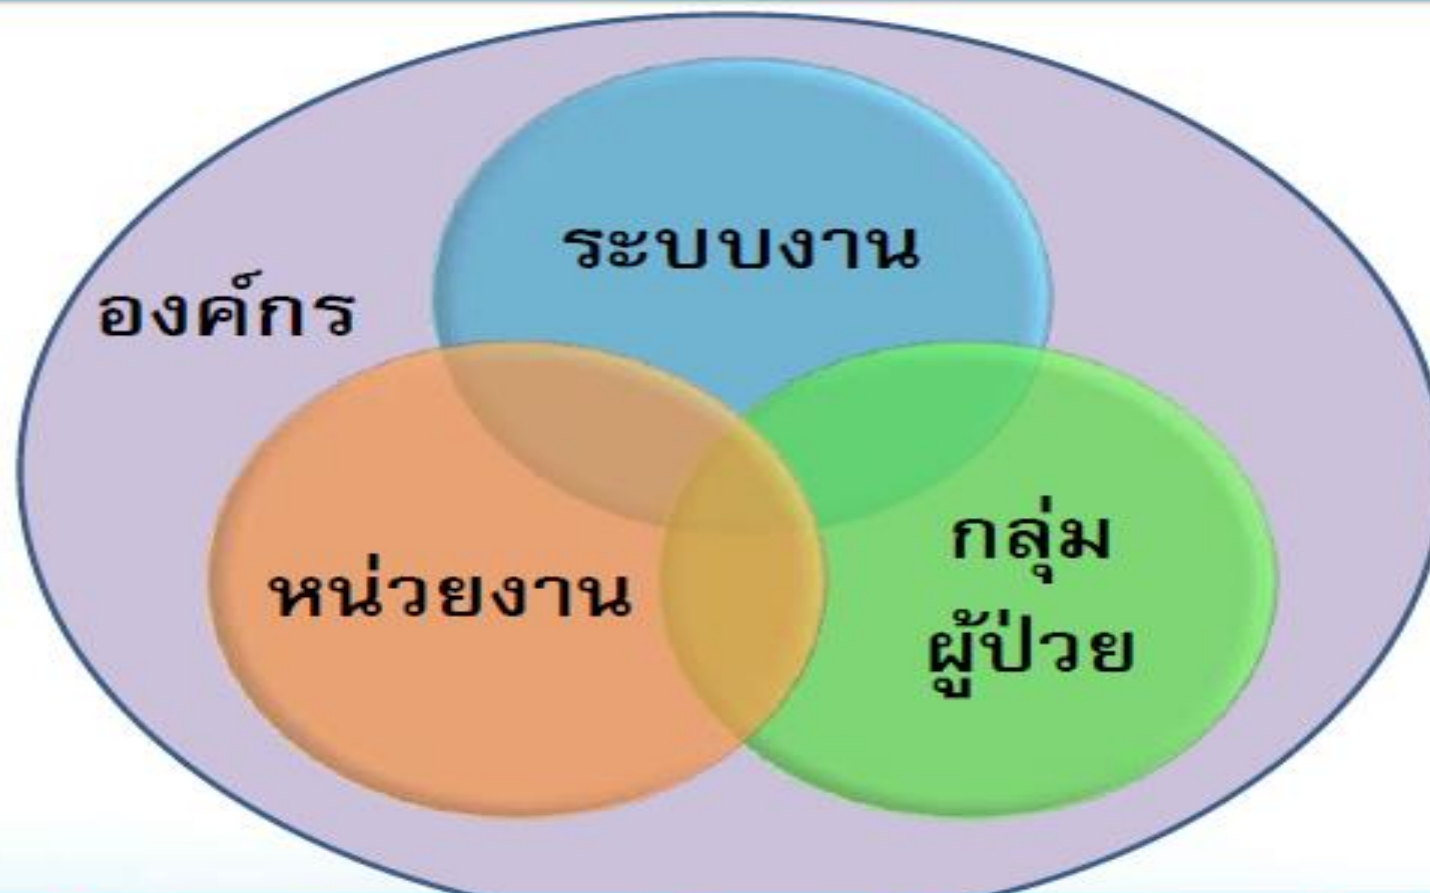 ระบบงาน
องค์กร
หน่วยงาน
กลุ่ม
ผู้ป่วย